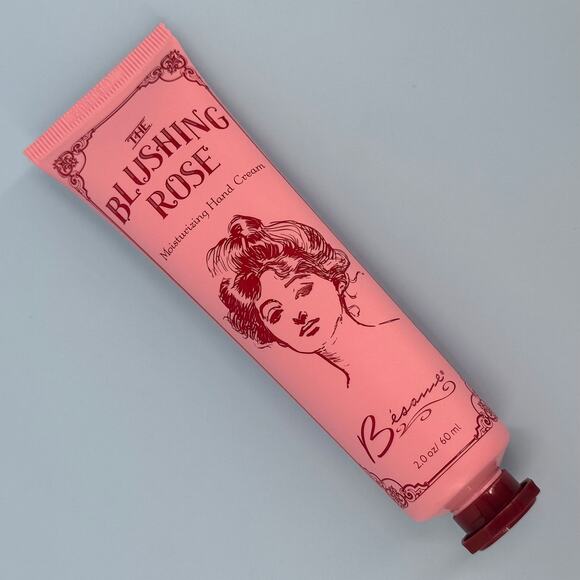 THE
BLUSHING
ROSE
Moisturizing Hand Cream
Bésame®
2.0 oz/ 60 ml